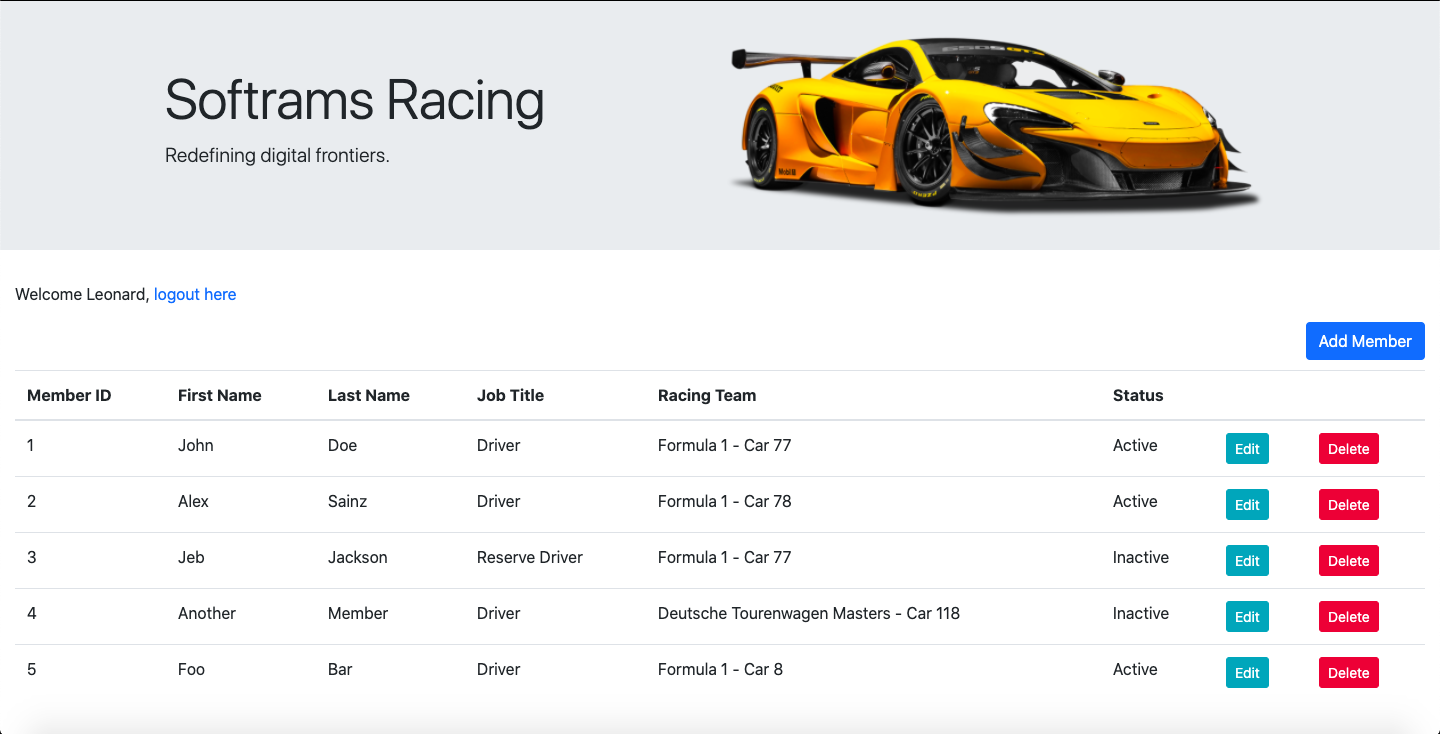 Softrams Racing
Redefining digital frontiers.
650S GT3
Mobil 1
Welcome Leonard, logout here
Add Member
Member ID First Name Last Name Job Title Racing Team Status
1 John Doe Driver Formula 1 - Car 77 Active Edit Delete
2 Alex Sainz Driver Formula 1 - Car 78 Active Edit Delete
3 Jeb Jackson Reserve Driver Formula 1 - Car 77 Inactive Edit Delete
4 Another Member Driver Deutsche Tourenwagen Masters - Car 118 Inactive Edit Delete
5 Foo Bar Driver Formula 1 - Car 8 Active Edit Delete